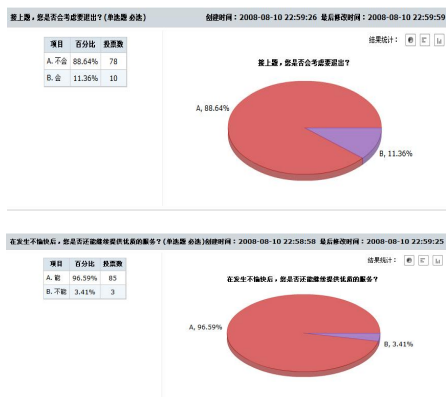 接上题，您是否会考虑要退出？(单选题 必选) 创建时间：2008-08-10 22:59:26 最后修改时间：2008-08-10 22:59:59
结果统计：
项目 百分比 投票数
A. 不会 88.64% 78
B. 会 11.36% 10
接上题，您是否会考虑要退出？
A, 88.64%
B, 11.36%
在发生不愉快后，您是否还能继续提供优质的服务？(单选题 必选)创建时间：2008-08-10 22:58:58 最后修改时间：2008-08-10 22:59:25
结果统计：
项目 百分比 投票数
A. 能 96.59% 85
B. 不能 3.41% 3
在发生不愉快后，您是否还能继续提供优质的服务？
A, 96.59%
B, 3.41%